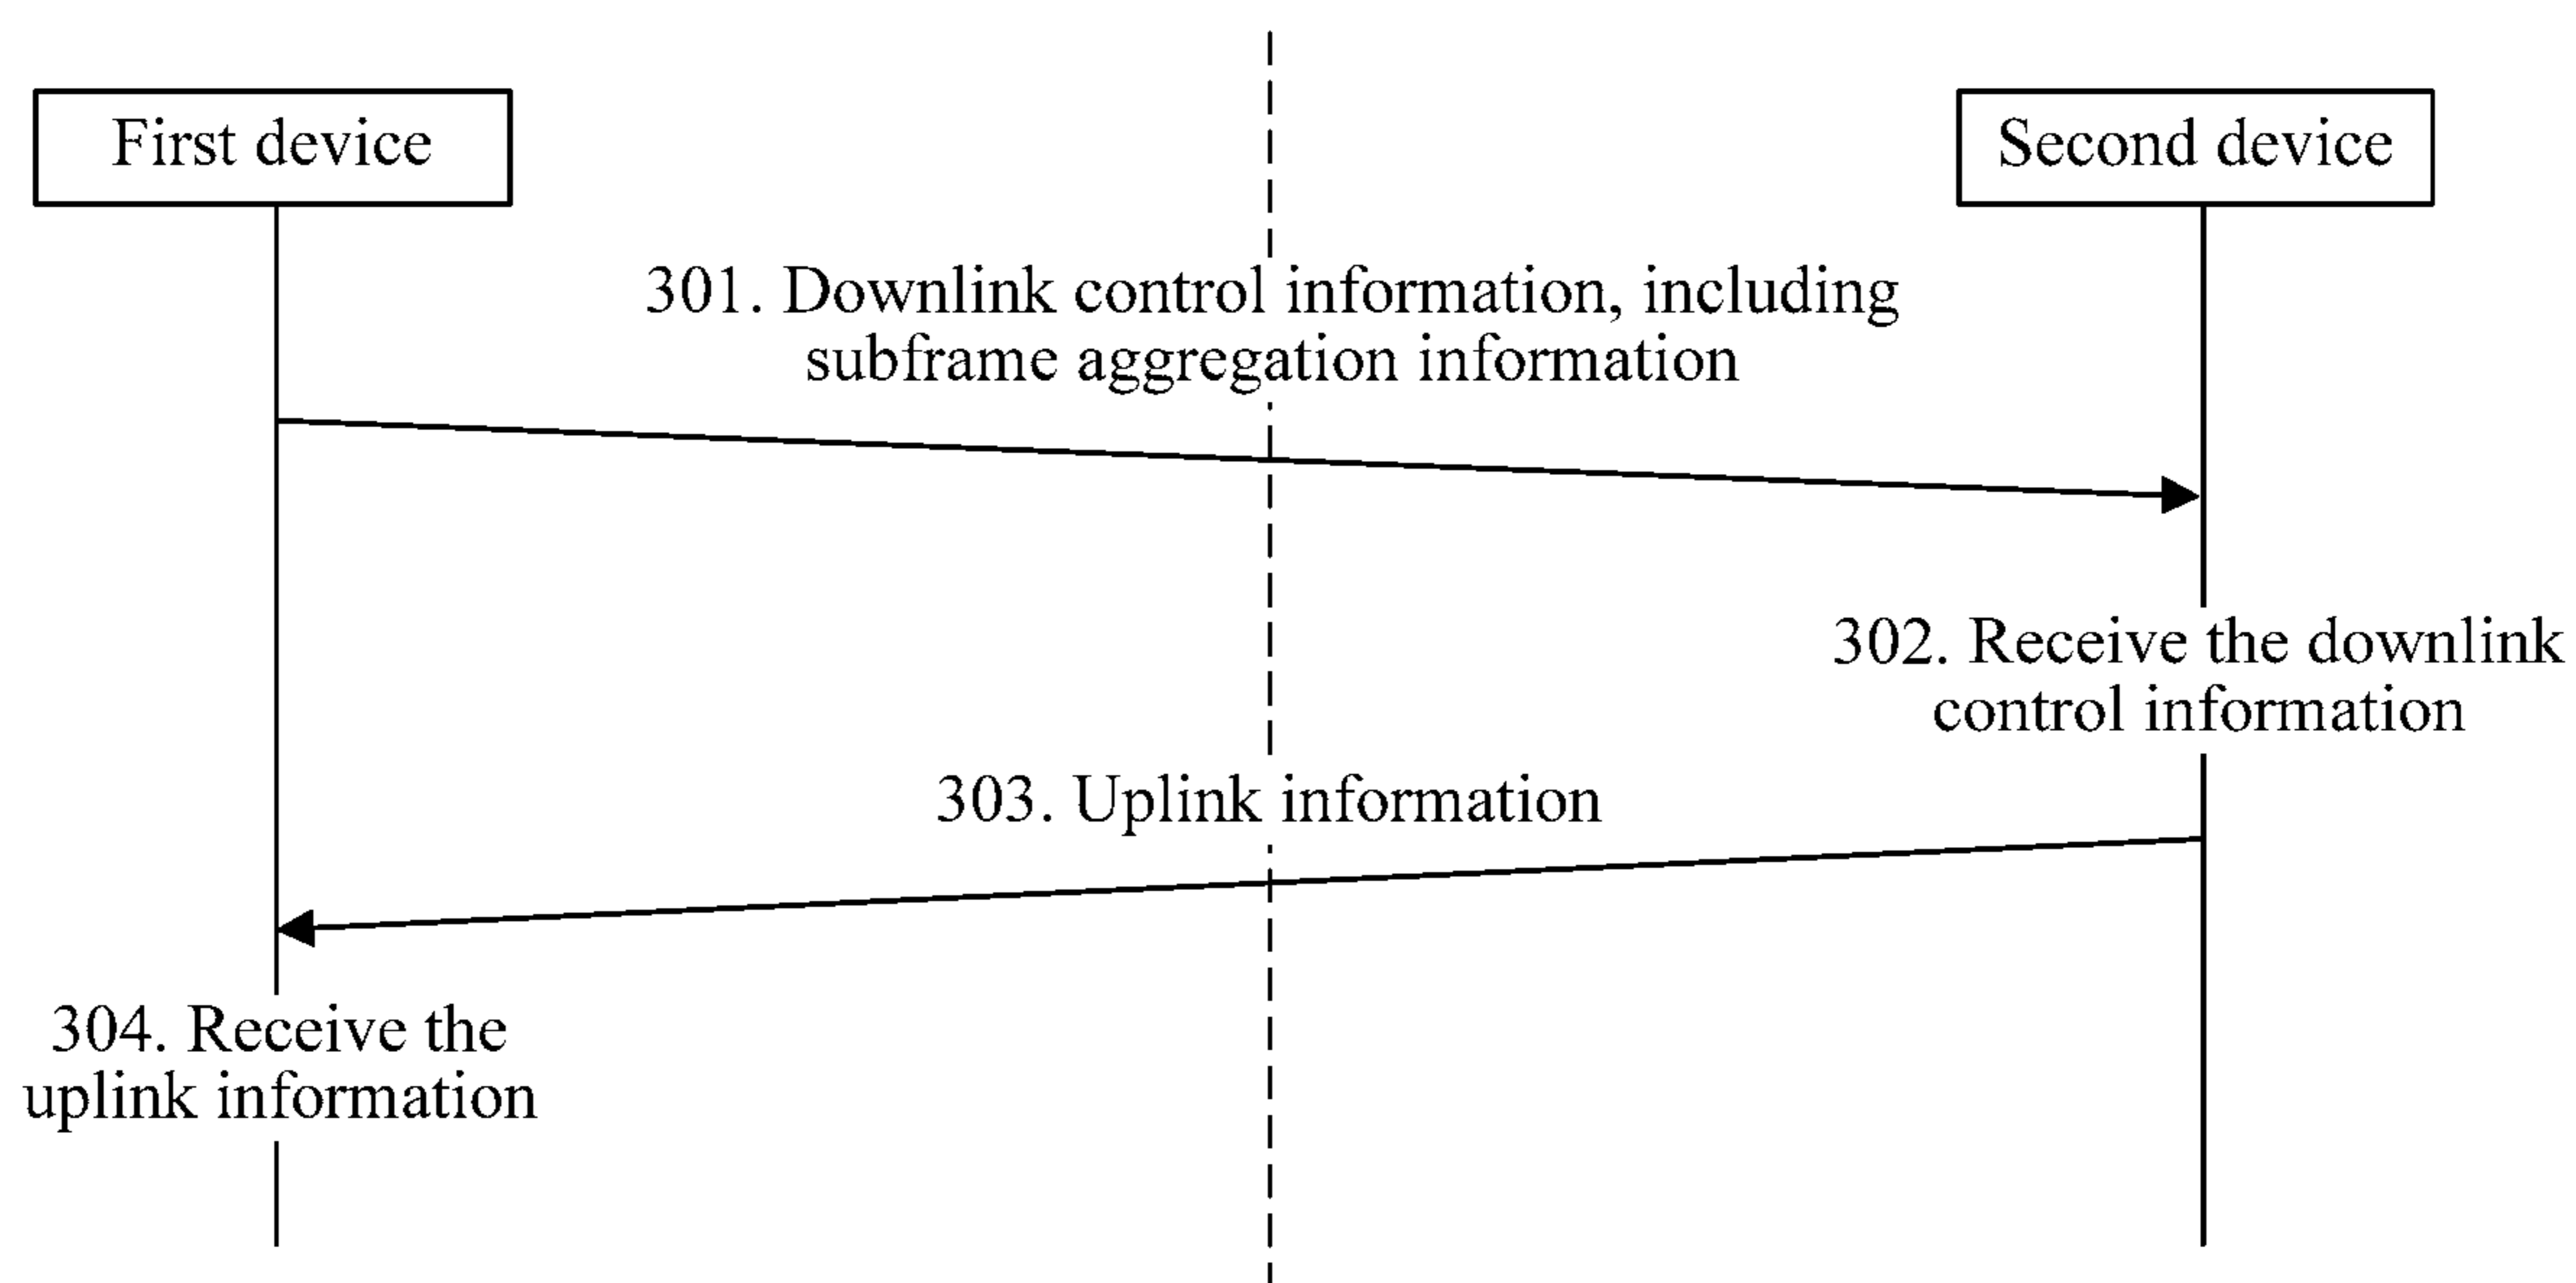 First device
Second device
301. Downlink control information, including
subframe aggregation information
302. Receive the downlink
control information
303. Uplink information
304. Receive the
uplink information